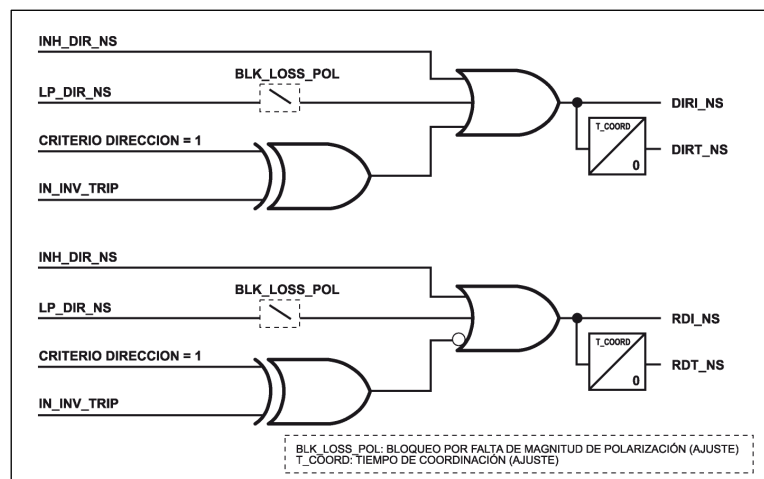 INH_DIR_NS
BLK_LOSS_POL
LP_DIR_NS
DIRI_NS
CRITERIO DIRECCION = 1
T_COORD
0
DIRT_NS
IN_INV_TRIP
INH_DIR_NS
BLK_LOSS_POL
LP_DIR_NS
RDI_NS
CRITERIO DIRECCION = 1
T_COORD
0
RDT_NS
IN_INV_TRIP
BLK_LOSS_POL: BLOQUEO POR FALTA DE MAGNITUD DE POLARIZACIÓN (AJUSTE)
T_COORD: TIEMPO DE COORDINACIÓN (AJUSTE)